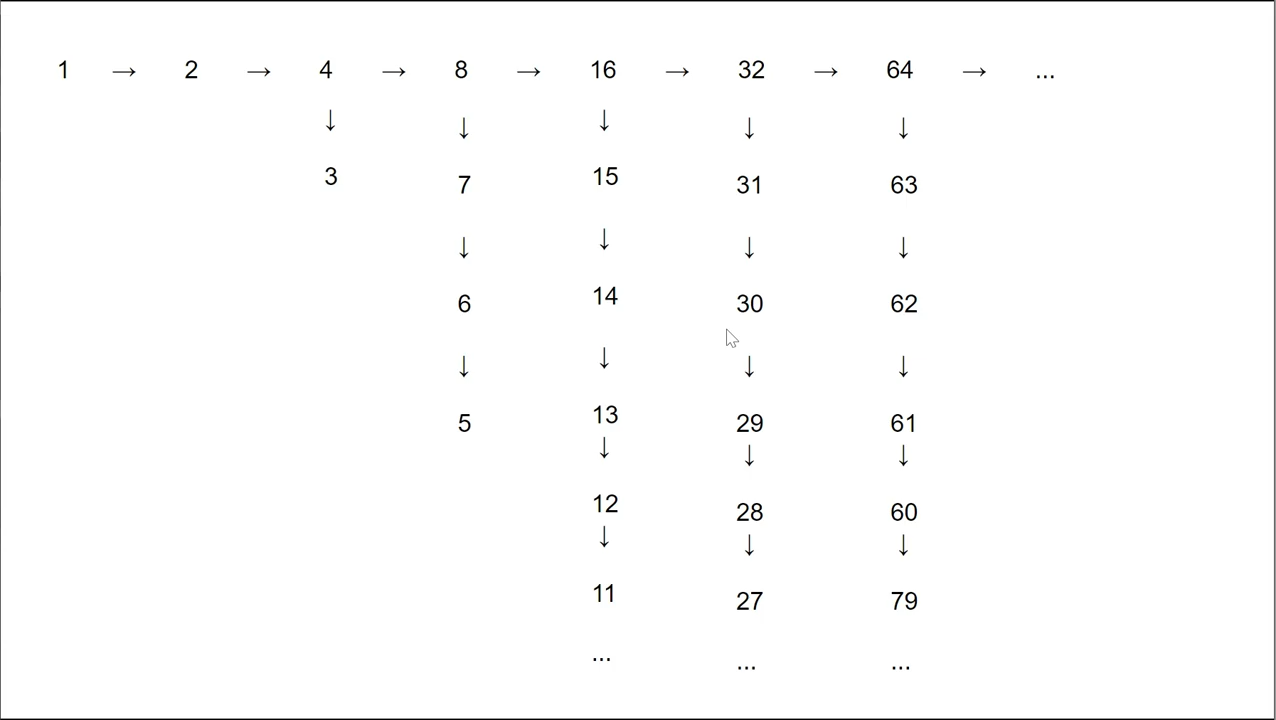 1 → 2 → 4 → 8 → 16 → 32 → 64 → ...
↓ ↓ ↓ ↓ ↓
3 7 15 31 63
↓ ↓ ↓ ↓
6 14 30 62
↓ ↓ ↓ ↓
5 13 29 61
↓ ↓ ↓
12 28 60
↓ ↓ ↓
11 27 79
... ... ...